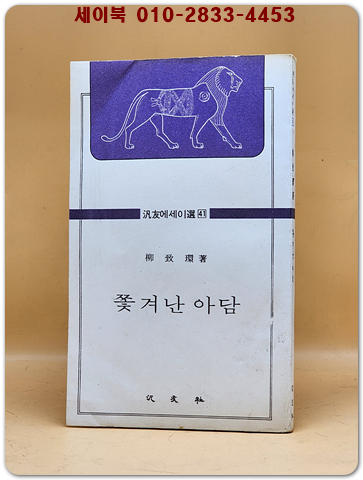 세이북 010-2833-4453
汎友에세이選 41
柳致環著
쫓겨난 아담
汎友社